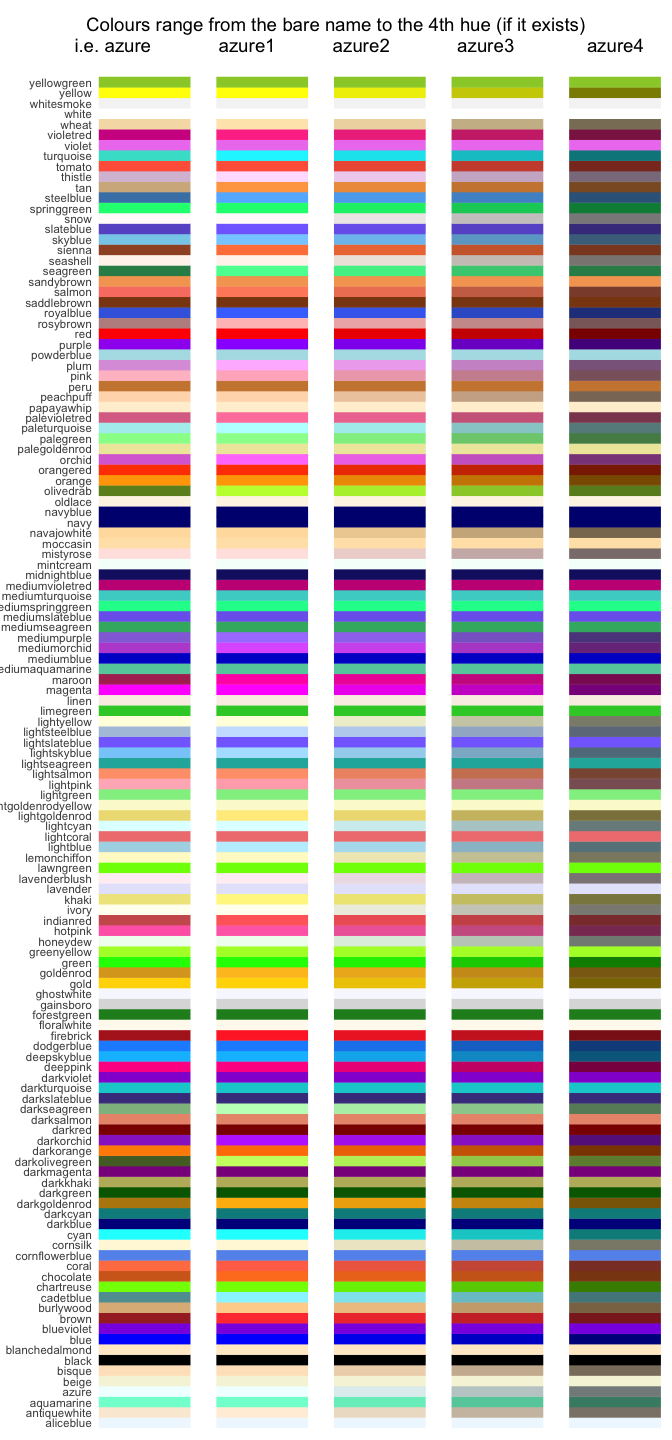 Colours range from the bare name to the 4th hue (if it exists)
i.e. azure azure1 azure2 azure3 azure4
yellowgreen
yellow
whitesmoke
white
wheat
violetred
violet
turquoise
tomato
thistle
tan
steelblue
springgreen
snow
slateblue
skyblue
sienna
seashell
seagreen
sandybrown
salmon
saddlebrown
royalblue
rosybrown
red
purple
powderblue
plum
pink
peru
peachpuff
papayawhip
palevioletred
paleturquoise
palegreen
palegoldenrod
orchid
orangered
orange
olivedrab
oldlace
navyblue
navy
navajowhite
moccasin
mistyrose
mintcream
midnightblue
mediumvioletred
mediumturquoise
ediumspringgreen
mediumslateblue
mediumseagreen
mediumpurple
mediumorchid
mediumblue
nediumaquamarine
maroon
magenta
linen
limegreen
lightyellow
lightsteelblue
lightslateblue
lightskyblue
lightseagreen
lightsalmon
lightpink
lightgreen
htgoldenrodyellow
lightgoldenrod
lightcyan
lightcoral
lightblue
lemonchiffon
lawngreen
lavenderblush
lavender
khaki
ivory
indianred
hotpink
honeydew
greenyellow
green
goldenrod
gold
ghostwhite
gainsboro
forestgreen
floralwhite
firebrick
dodgerblue
deepskyblue
deeppink
darkviolet
darkturquoise
darkslateblue
darkseagreen
darksalmon
darkred
darkorchid
darkorange
darkolivegreen
darkmagenta
darkkhaki
darkgreen
darkgoldenrod
darkcyan
darkblue
cyan
cornsilk
cornflowerblue
coral
chocolate
chartreuse
cadetblue
burlywood
brown
blueviolet
blue
blanchedalmond
black
bisque
beige
azure
aquamarine
antiquewhite
aliceblue